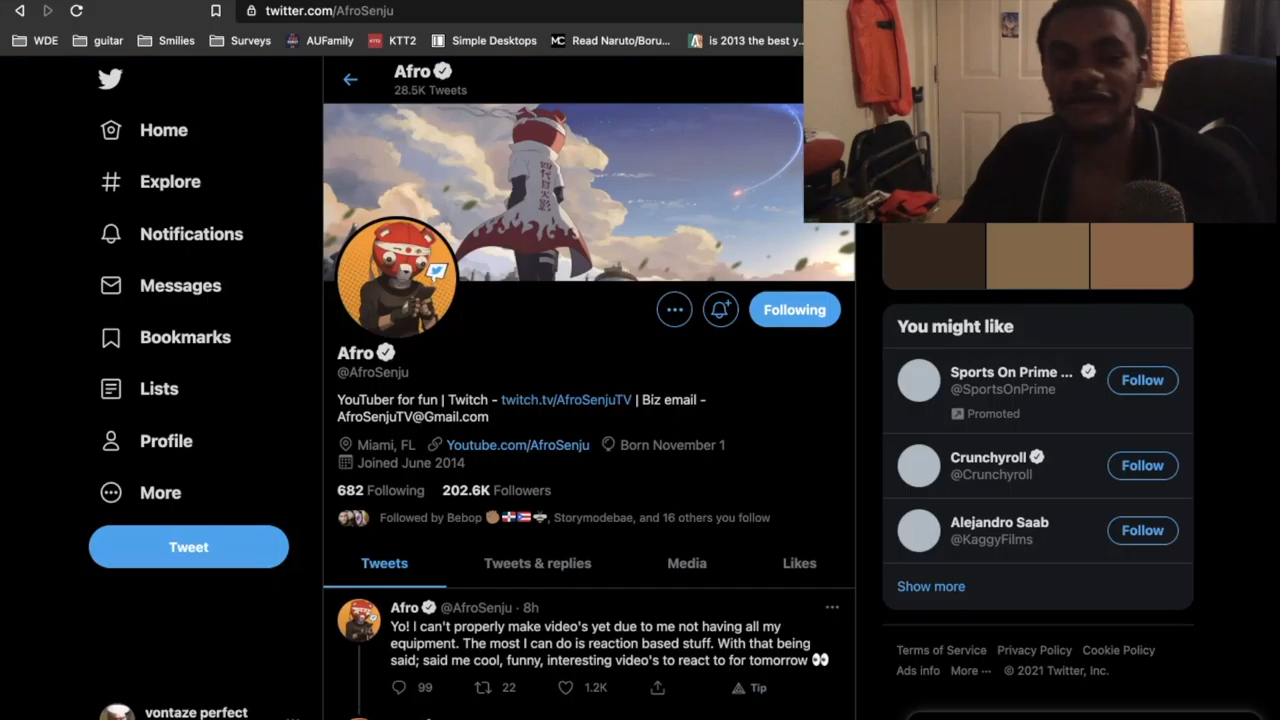 twitter.com/AfroSenju
WDE
guitar
Smilies
Surveys
AUFamily
KTT2
Simple Desktops
MC
Read Naruto/Boru...
is 2013 the best y...
Afro
28.5K Tweets
Home
Explore
Notifications
Messages
Bookmarks
Lists
Profile
More
Tweet
四代目火影
Following
Afro
@AfroSenju
YouTuber for fun | Twitch - twitch.tv/AfroSenjuTV | Biz email -
AfroSenjuTV@Gmail.com
Miami, FL Youtube.com/AfroSenju Born November 1
Joined June 2014
682 Following 202.6K Followers
Followed by Bebop, Storymodebae, and 16 others you follow
Tweets Tweets & replies Media Likes
Afro @AfroSenju · 8h
Yo! I can't properly make video's yet due to me not having all my
equipment. The most I can do is reaction based stuff. With that being
said; said me cool, funny, interesting video's to react to for tomorrow 👀
99 22 1.2K Tip
You might like
Sports On Prime ...
@SportsOnPrime
Promoted
Follow
Crunchyroll
@Crunchyroll
Follow
Alejandro Saab
@KaggyFilms
Follow
Show more
Terms of Service Privacy Policy Cookie Policy
Ads info More ··· © 2021 Twitter, Inc.
vontaze perfect